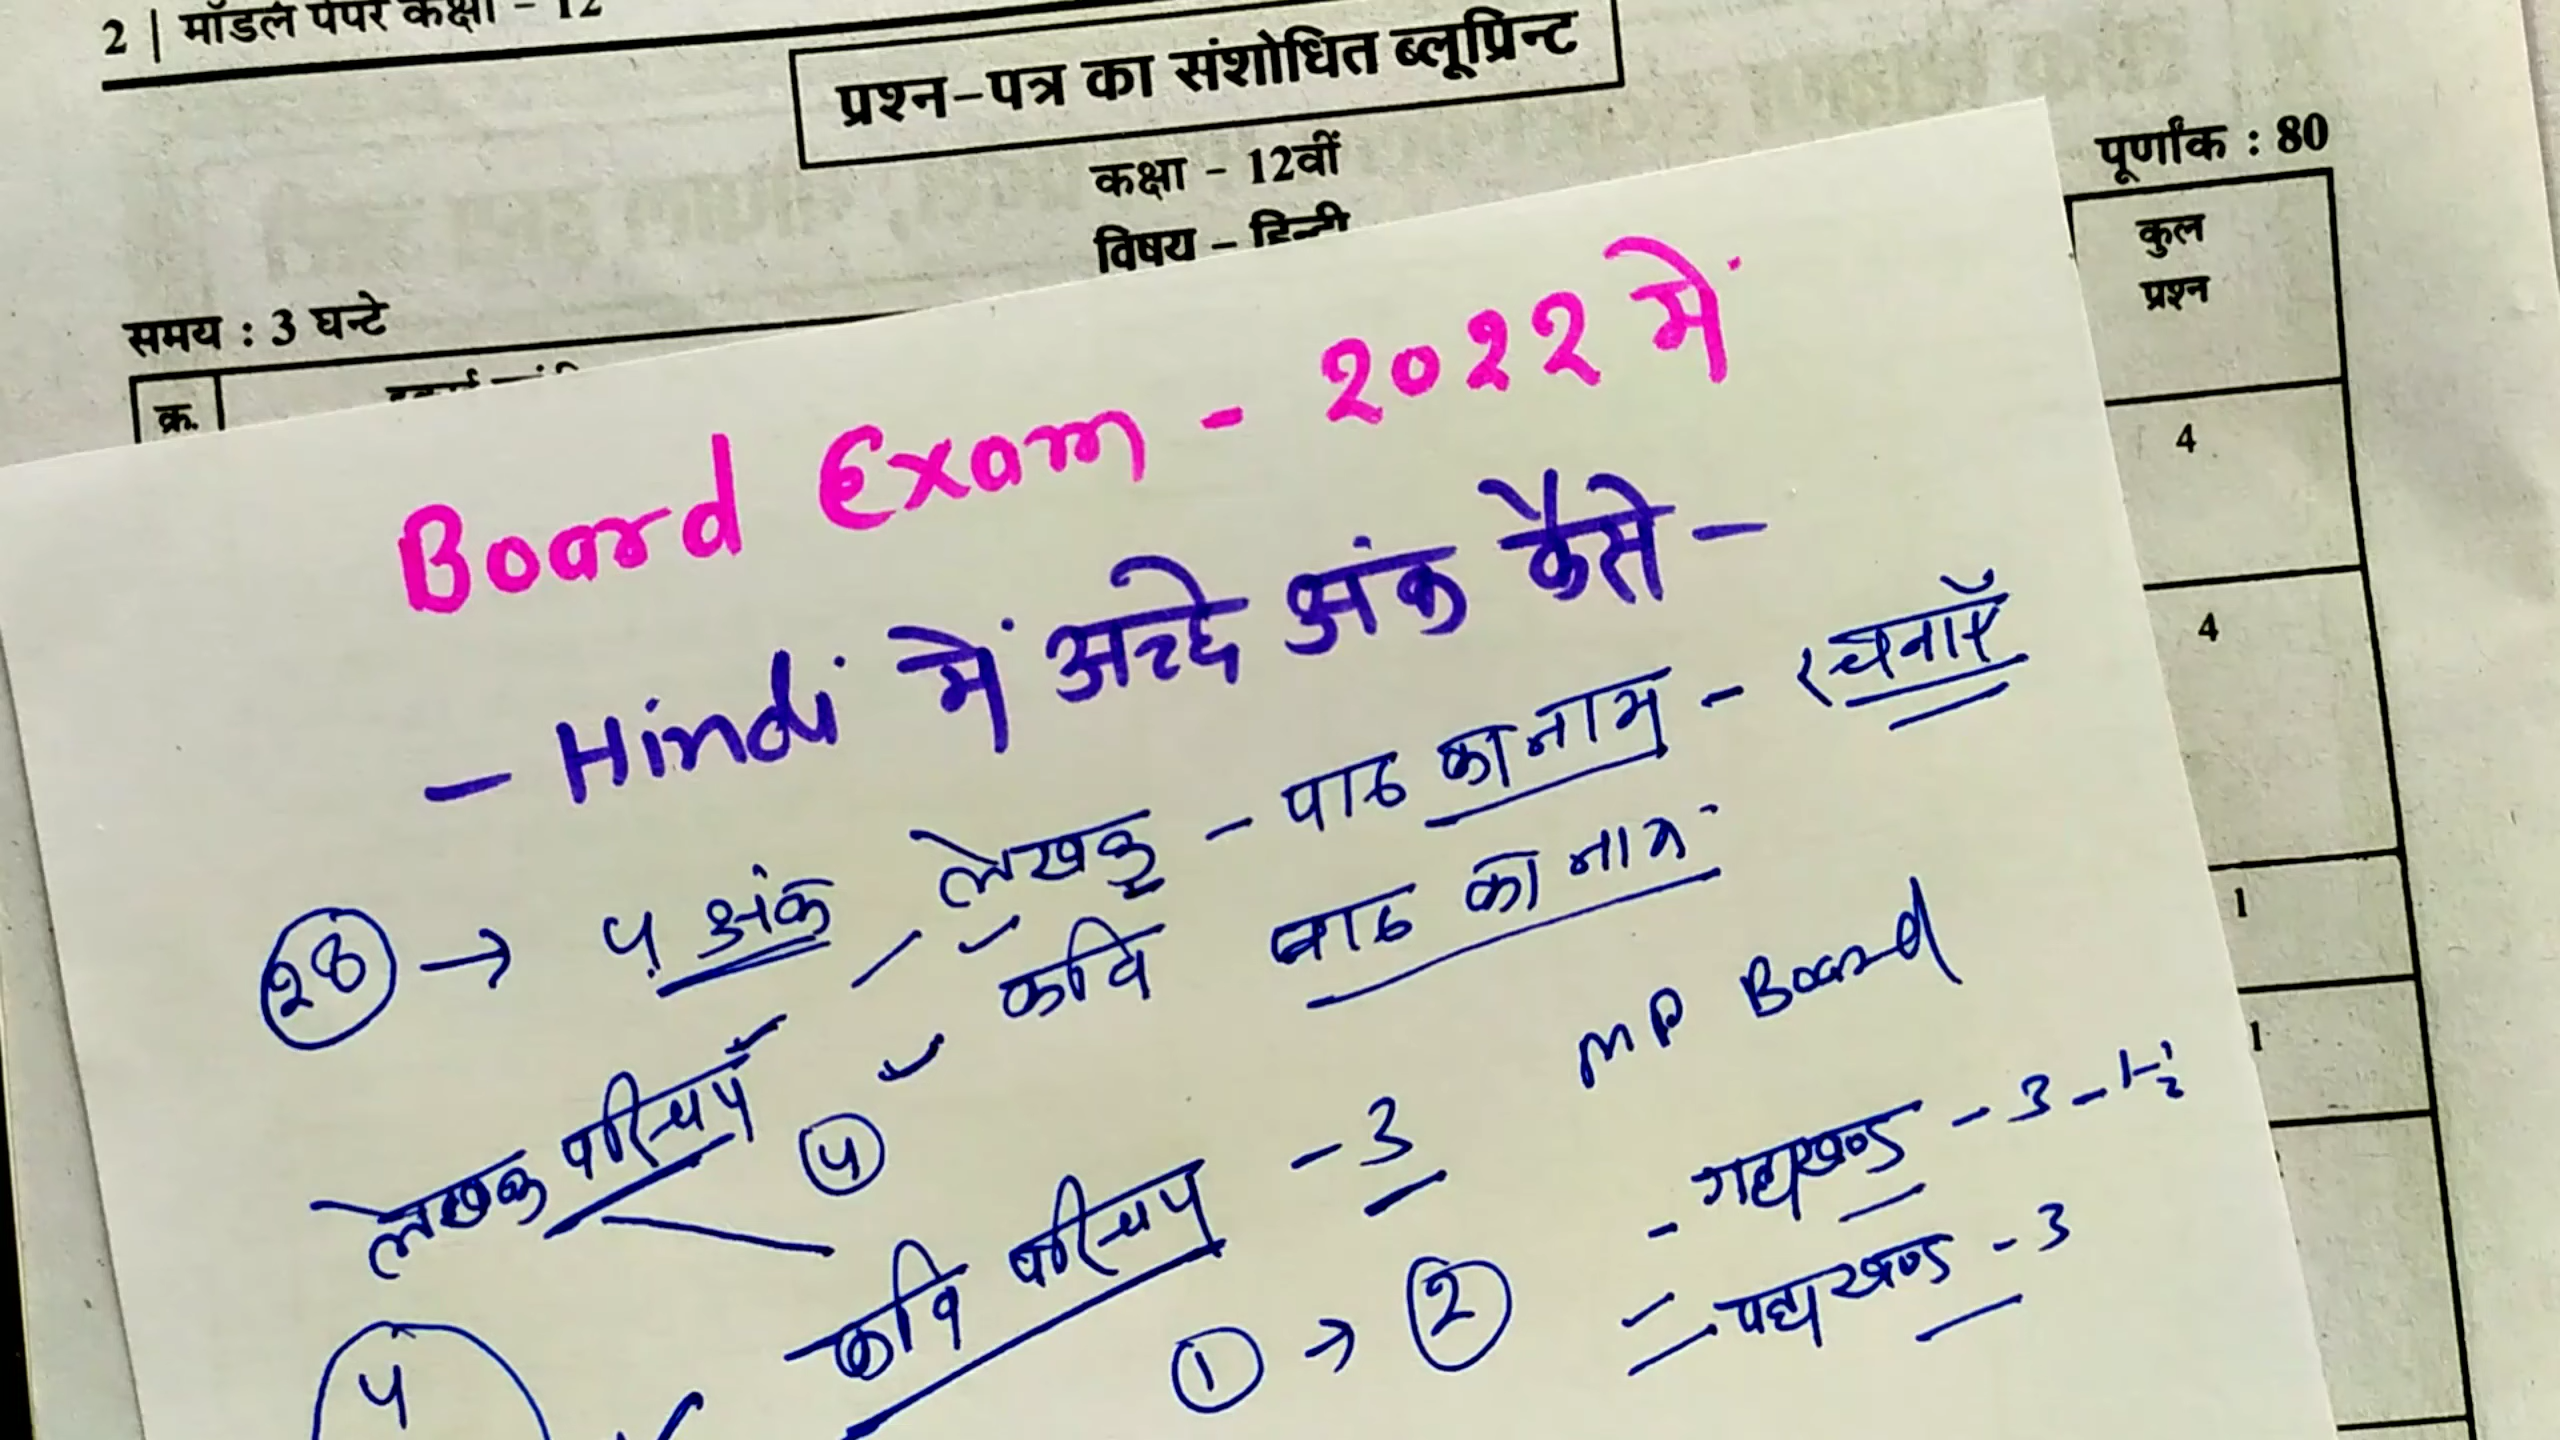 2 | मॉडल पेपर कक्षा - 12
प्रश्न-पत्र का संशोधित ब्लूप्रिन्ट
कक्षा - 12वीं
पूर्णांक : 80
विषय - हिन्दी
समय : 3 घन्टे
क्र.
कुल
प्रश्न
4
4
1
1
Board Exam - 2022 में
- Hindi में अच्छे अंक कैसे -
→ 4 अंक लेखक - पाठ का नाम - रचनाएँ
कवि पाठ का नाम
MP Board
लेखक परिचय
4
कवि परिचय - 3
- गद्यखण्ड - 3 - 1½
= पद्यखण्ड - 3
1 → 2
4